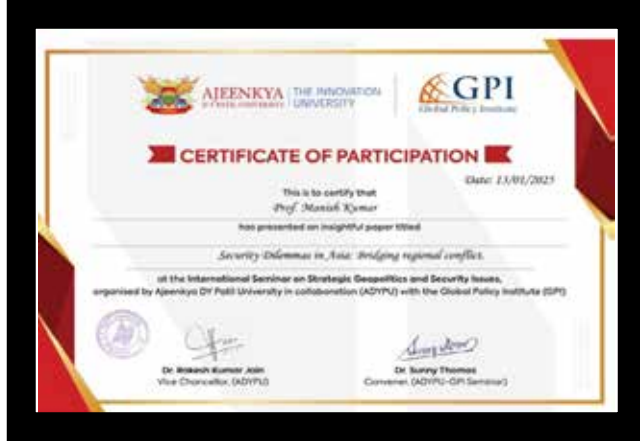 AJEENKYA
D Y PATIL UNIVERSITY
THE INNOVATION
UNIVERSITY
GPI
Global Policy Institute
CERTIFICATE OF PARTICIPATION
Date: 13/01/2025
This is to certify that
Prof. Manish Kumar
has presented an insightful paper titled
Security Dilemmas in Asia: Bridging regional conflict.
at the International Seminar on Strategic Geopolitics and Security Issues,
organised by Ajeenkya DY Patil University in collaboration (ADYPU) with the Global Policy Institute (GPI)
Dr. Rakesh Kumar Jain
Vice Chancellor, (ADYPU)
Dr. Sunny Thomas
Convener, (ADYPU-GPI Seminar)